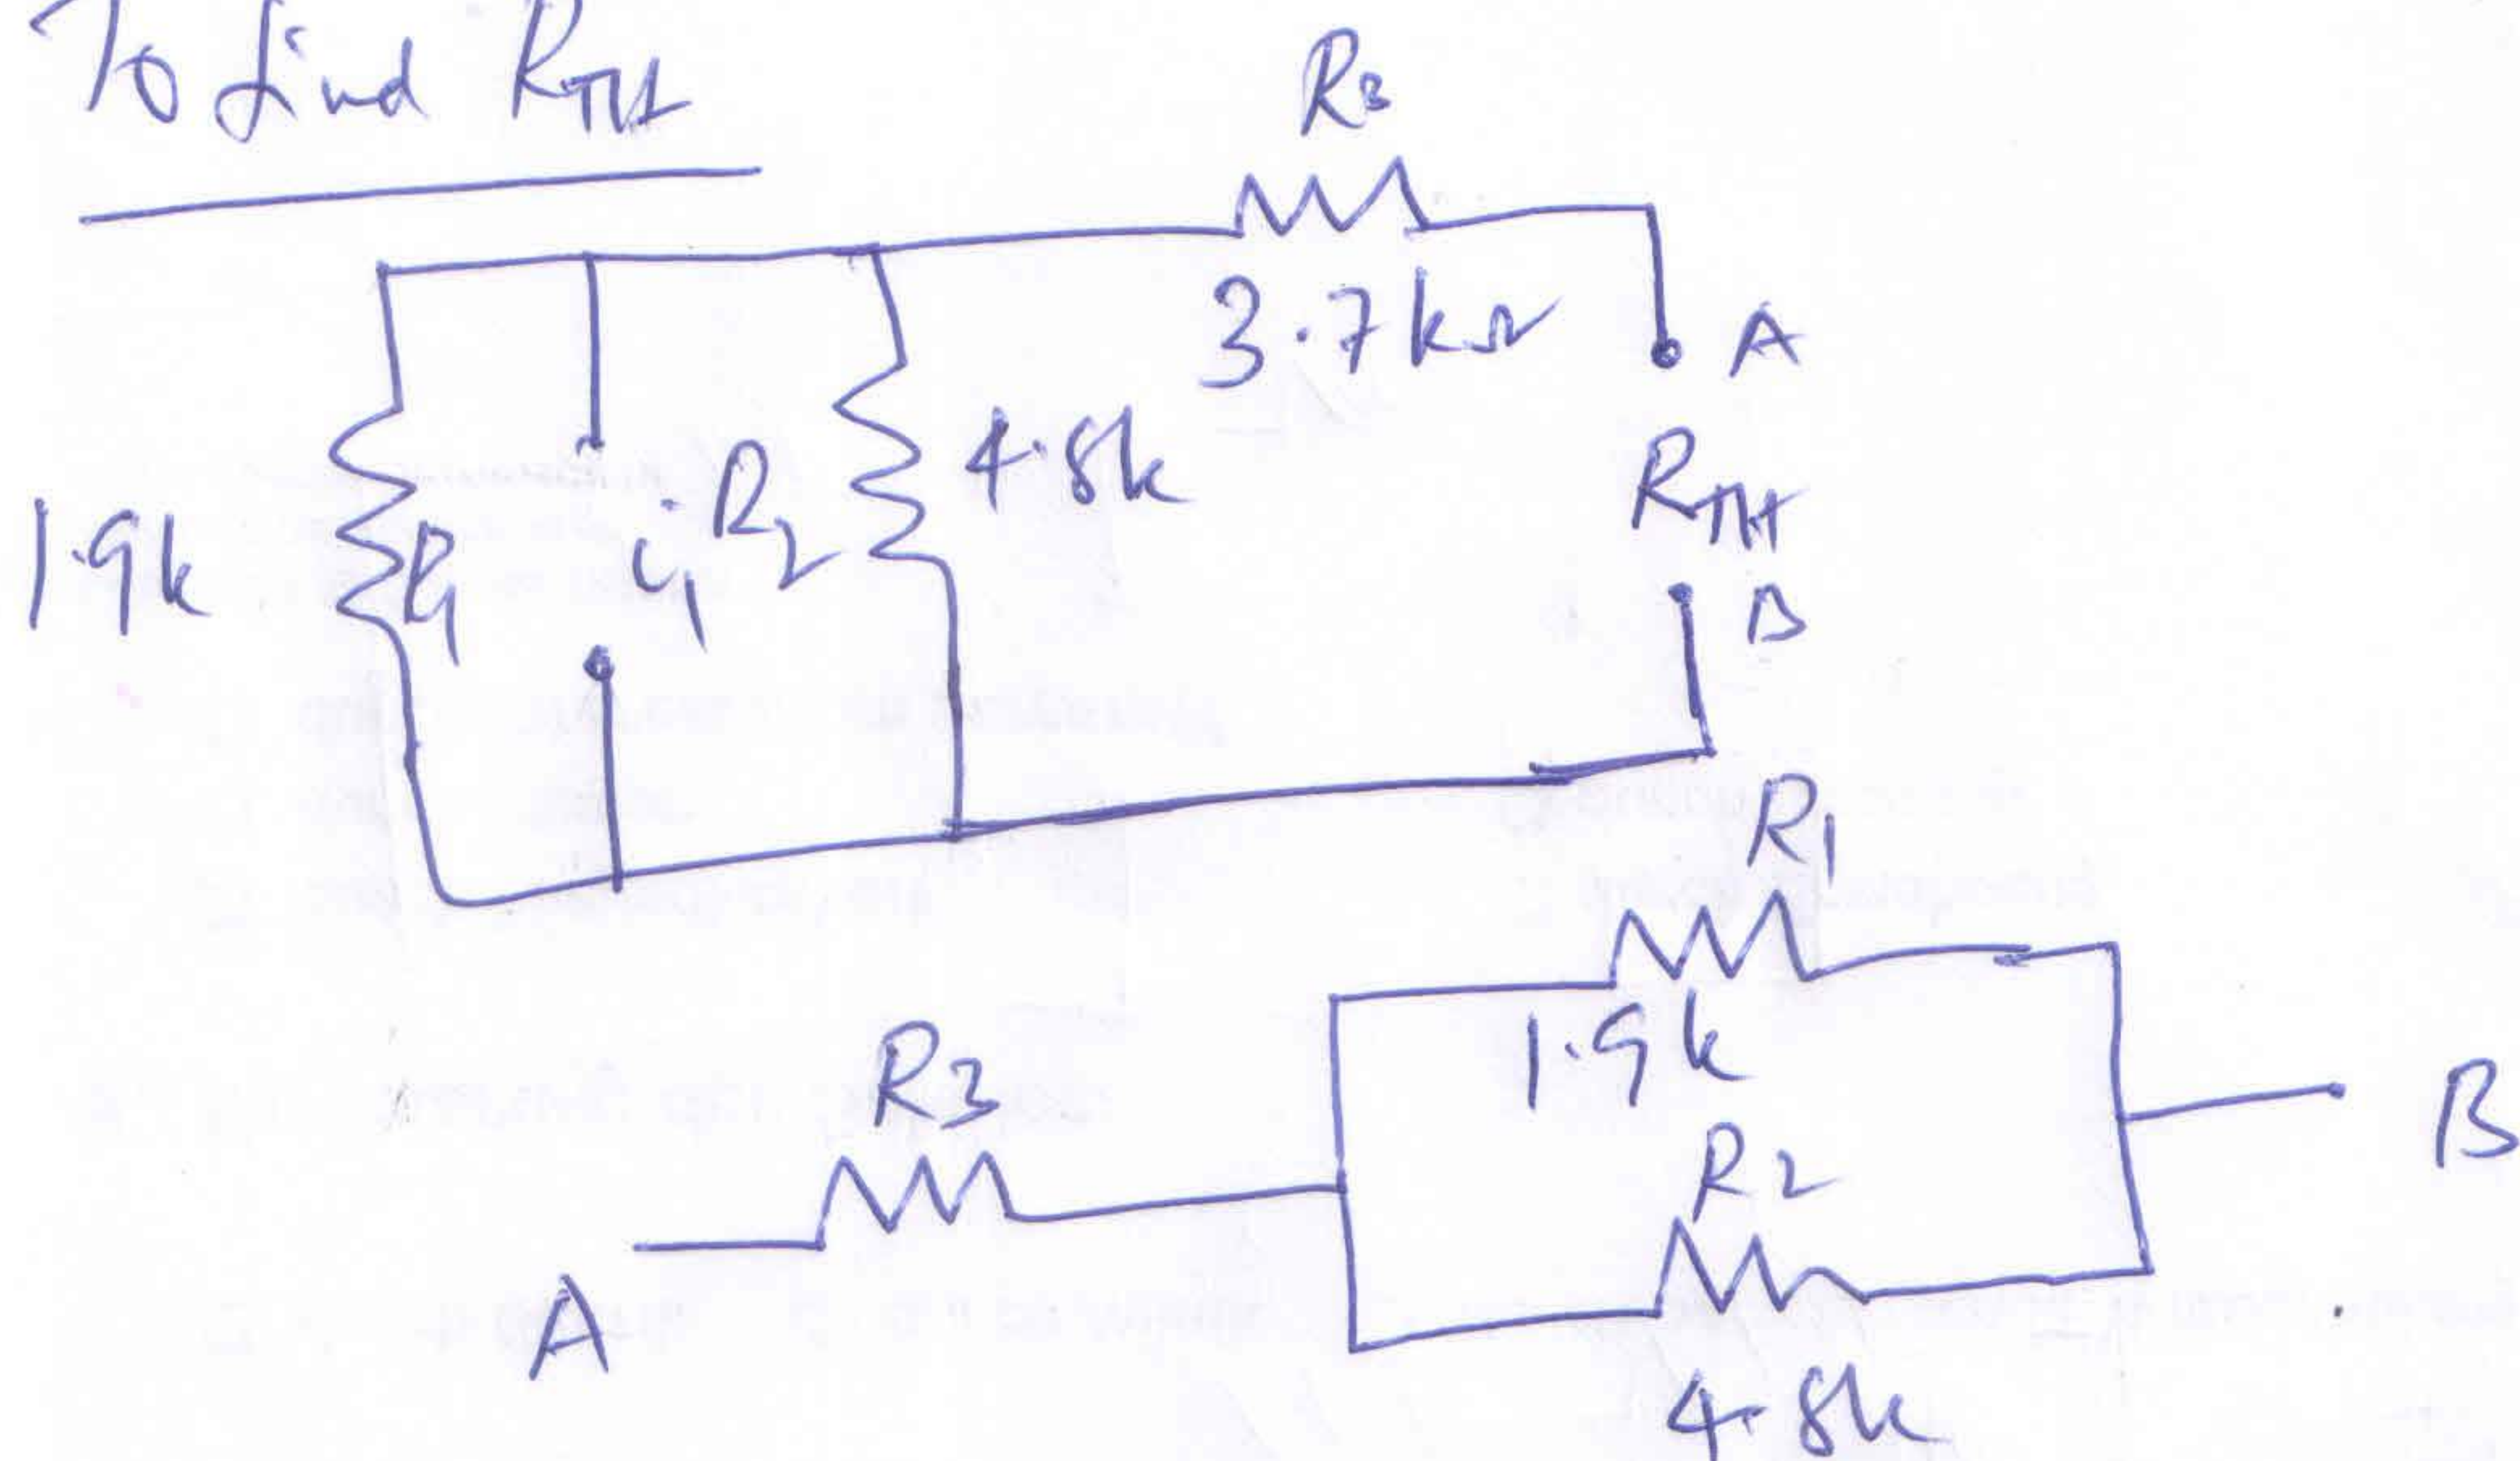 To find RTH
R3
3.7kΩ
A
1.9k
R1
i1
R2
4.8k
RTH
B
R1
1.9k
R3
R2
4.8k
A
B